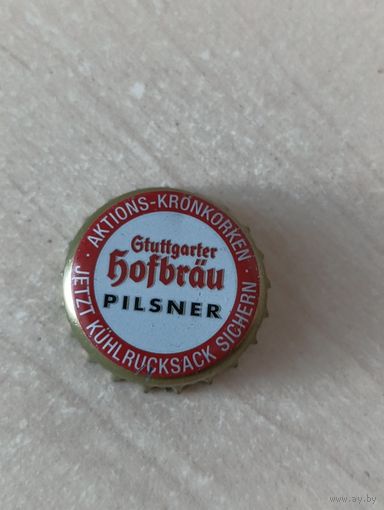 · AKTIONS-KRONKORKEN ·
Stuttgarter
Hofbräu
PILSNER
JETZT KÜHLRUCKSACK SICHERN
www.ay.by